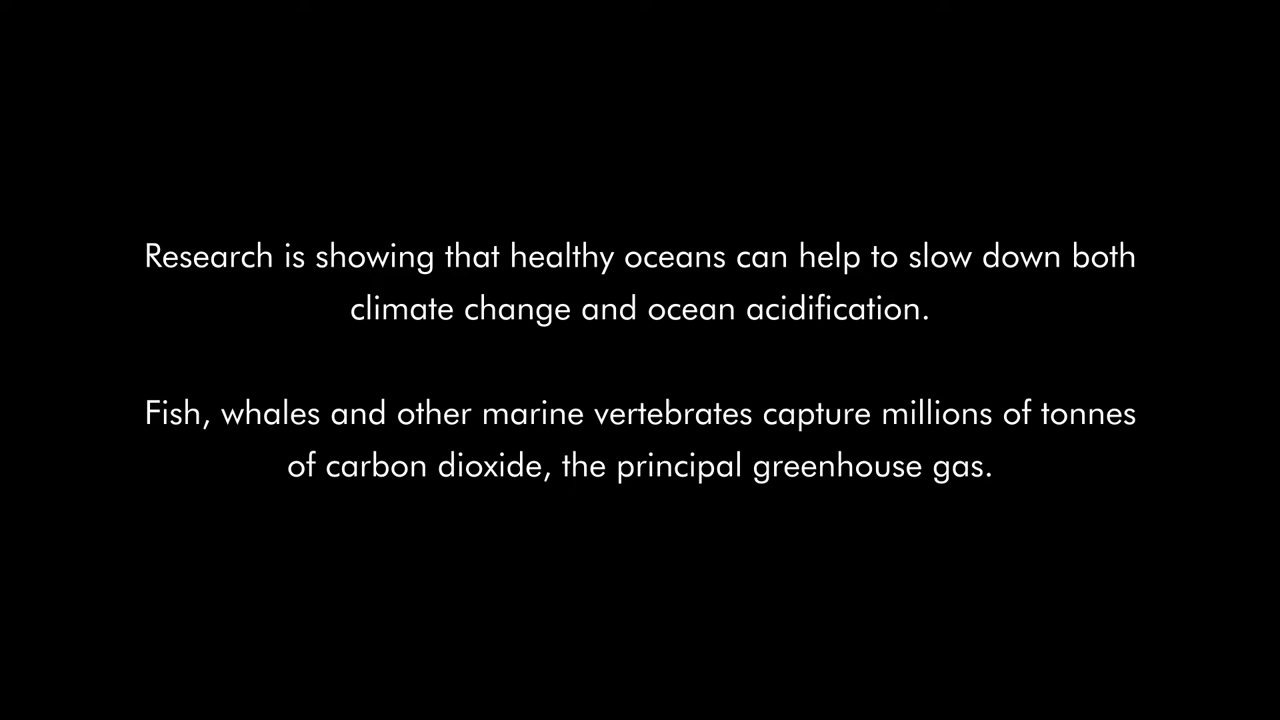 Research is showing that healthy oceans can help to slow down both
climate change and ocean acidification.
Fish, whales and other marine vertebrates capture millions of tonnes
of carbon dioxide, the principal greenhouse gas.